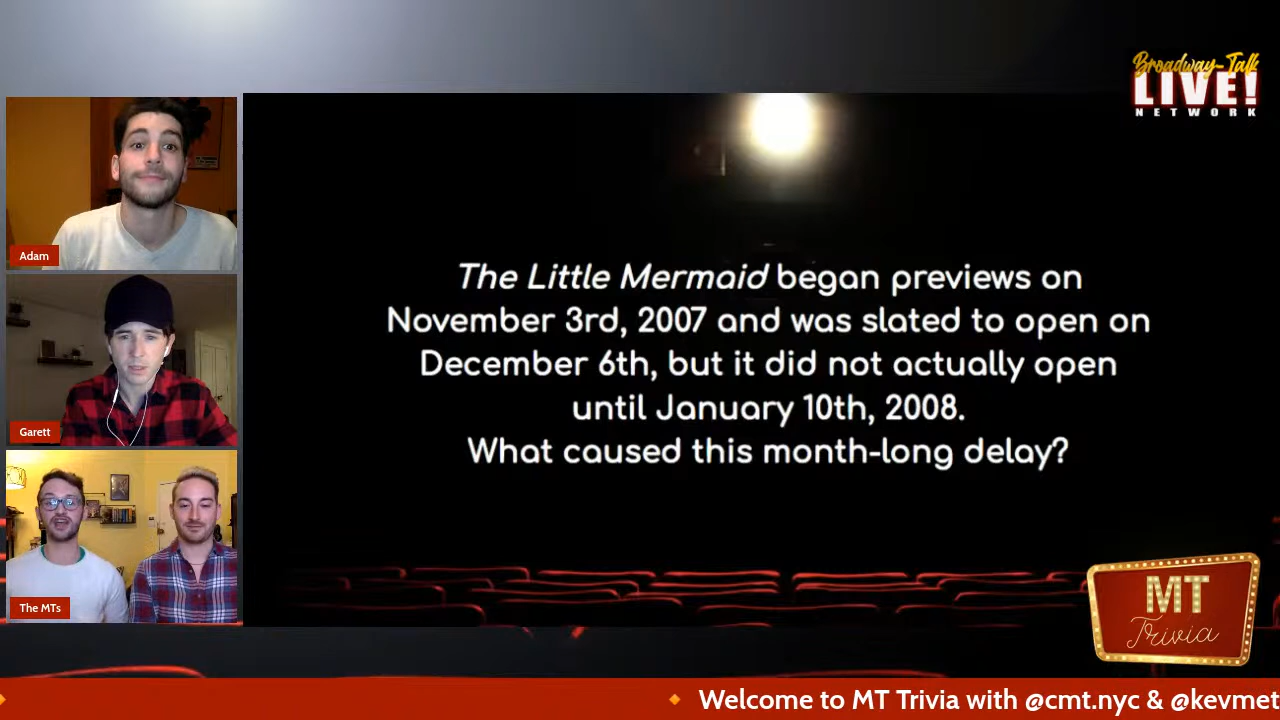 Broadway-Talk
LIVE!
NETWORK
Adam
Garett
The MTs
The Little Mermaid began previews on
November 3rd, 2007 and was slated to open on
December 6th, but it did not actually open
until January 10th, 2008.
What caused this month-long delay?
MT
Trivia
Welcome to MT Trivia with @cmt.nyc & @kevmet